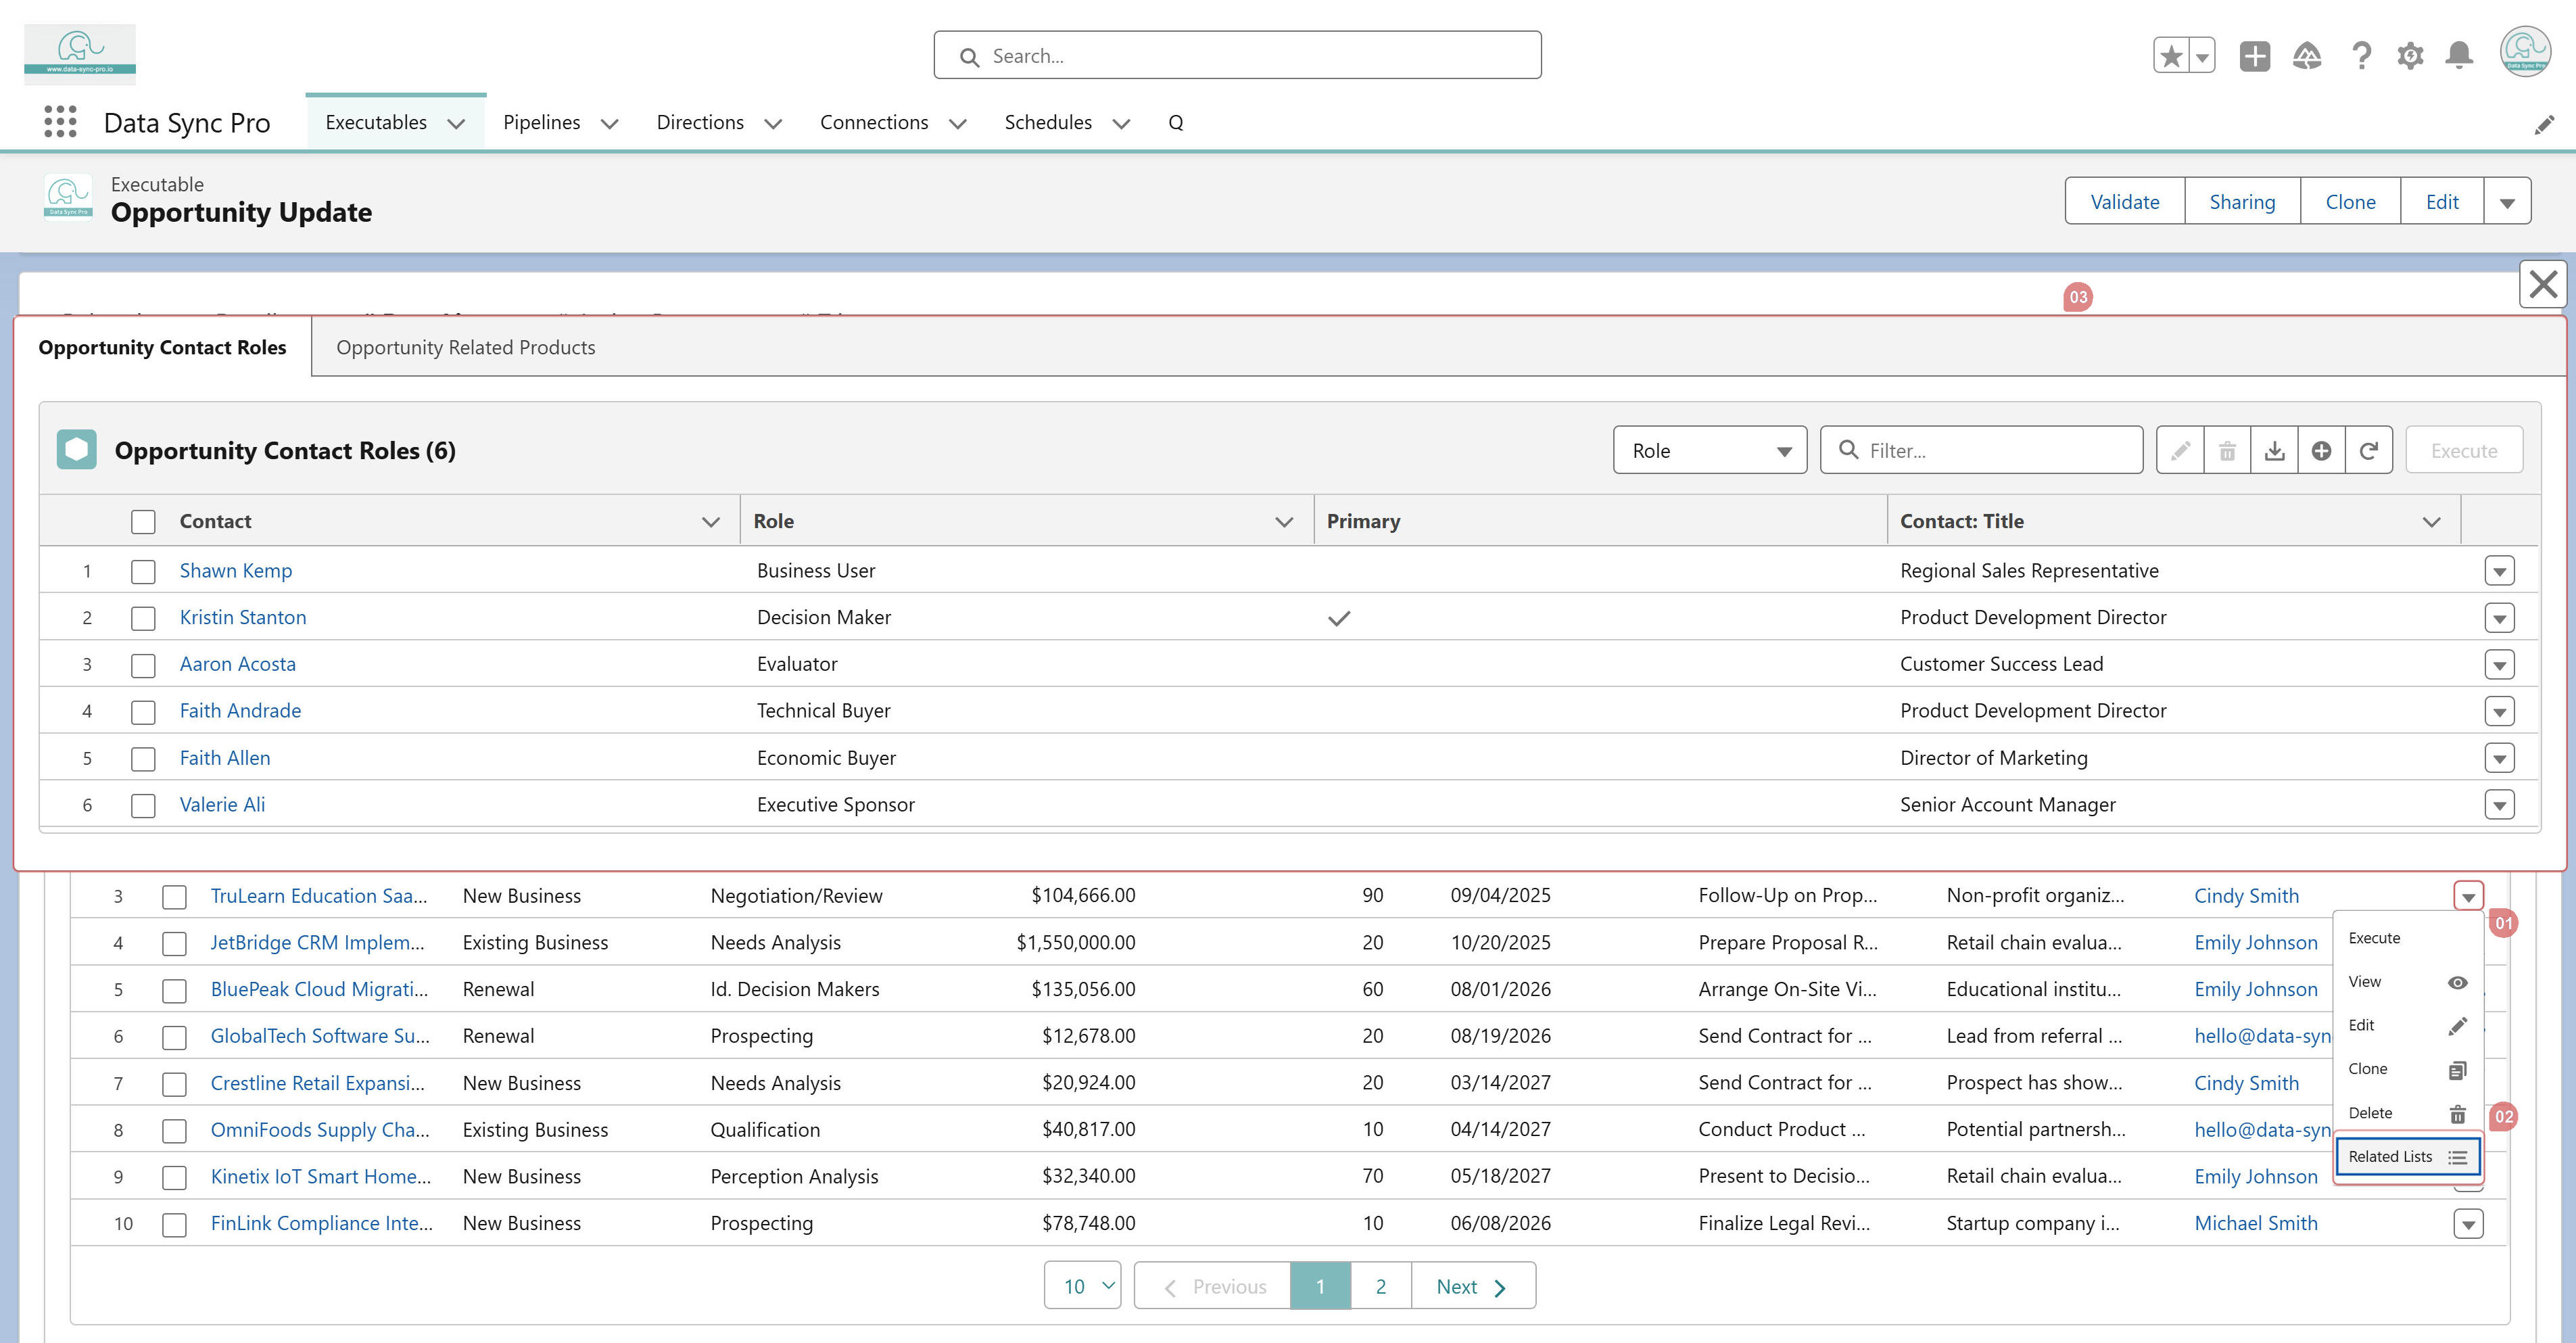 www.data-sync-pro.io
Search...
Data Sync Pro
Executables
Pipelines
Directions
Connections
Schedules
Q
Data Sync Pro
Executable
Opportunity Update
Validate
Sharing
Clone
Edit
03
Opportunity Contact Roles
Opportunity Related Products
Opportunity Contact Roles (6)
Role
Filter...
Execute
Contact Role Primary Contact: Title
1 Shawn Kemp Business User Regional Sales Representative
2 Kristin Stanton Decision Maker Product Development Director
3 Aaron Acosta Evaluator Customer Success Lead
4 Faith Andrade Technical Buyer Product Development Director
5 Faith Allen Economic Buyer Director of Marketing
6 Valerie Ali Executive Sponsor Senior Account Manager
3 TruLearn Education Saa... New Business Negotiation/Review $104,666.00 90 09/04/2025 Follow-Up on Prop... Non-profit organiz... Cindy Smith
4 JetBridge CRM Implem... Existing Business Needs Analysis $1,550,000.00 20 10/20/2025 Prepare Proposal R... Retail chain evalua... Emily Johnson
5 BluePeak Cloud Migrati... Renewal Id. Decision Makers $135,056.00 60 08/01/2026 Arrange On-Site Vi... Educational institu... Emily Johnson
6 GlobalTech Software Su... Renewal Prospecting $12,678.00 20 08/19/2026 Send Contract for ... Lead from referral ... hello@data-syn
7 Crestline Retail Expansi... New Business Needs Analysis $20,924.00 20 03/14/2027 Send Contract for ... Prospect has show... Cindy Smith
8 OmniFoods Supply Cha... Existing Business Qualification $40,817.00 10 04/14/2027 Conduct Product ... Potential partnersh... hello@data-syn
9 Kinetix IoT Smart Home... New Business Perception Analysis $32,340.00 70 05/18/2027 Present to Decisio... Retail chain evalua... Emily Johnson
10 FinLink Compliance Inte... New Business Prospecting $78,748.00 10 06/08/2026 Finalize Legal Revi... Startup company i... Michael Smith
01
Execute
View
Edit
Clone
Delete
02
Related Lists
10
Previous
1
2
Next